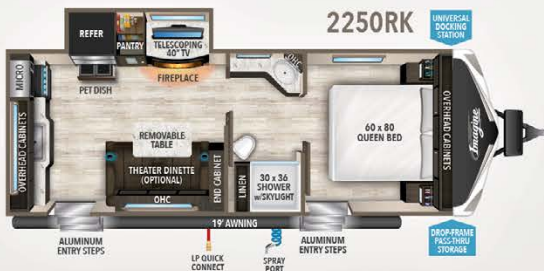 2250RK
UNIVERSAL
DOCKING
STATION
REFER
PANTRY
TELESCOPING
40" TV
FIREPLACE
OHC
MICRO
PET DISH
OVERHEAD CABINETS
REMOVABLE
TABLE
THEATER DINETTE
(OPTIONAL)
OHC
END CABINET
LINEN
30 x 36
SHOWER
w/SKYLIGHT
60 x 80
QUEEN BED
OVERHEAD CABINETS
Imagine
19' AWNING
ALUMINUM
ENTRY STEPS
LP QUICK
CONNECT
SPRAY
PORT
ALUMINUM
ENTRY STEPS
DROP-FRAME
PASS-THRU
STORAGE